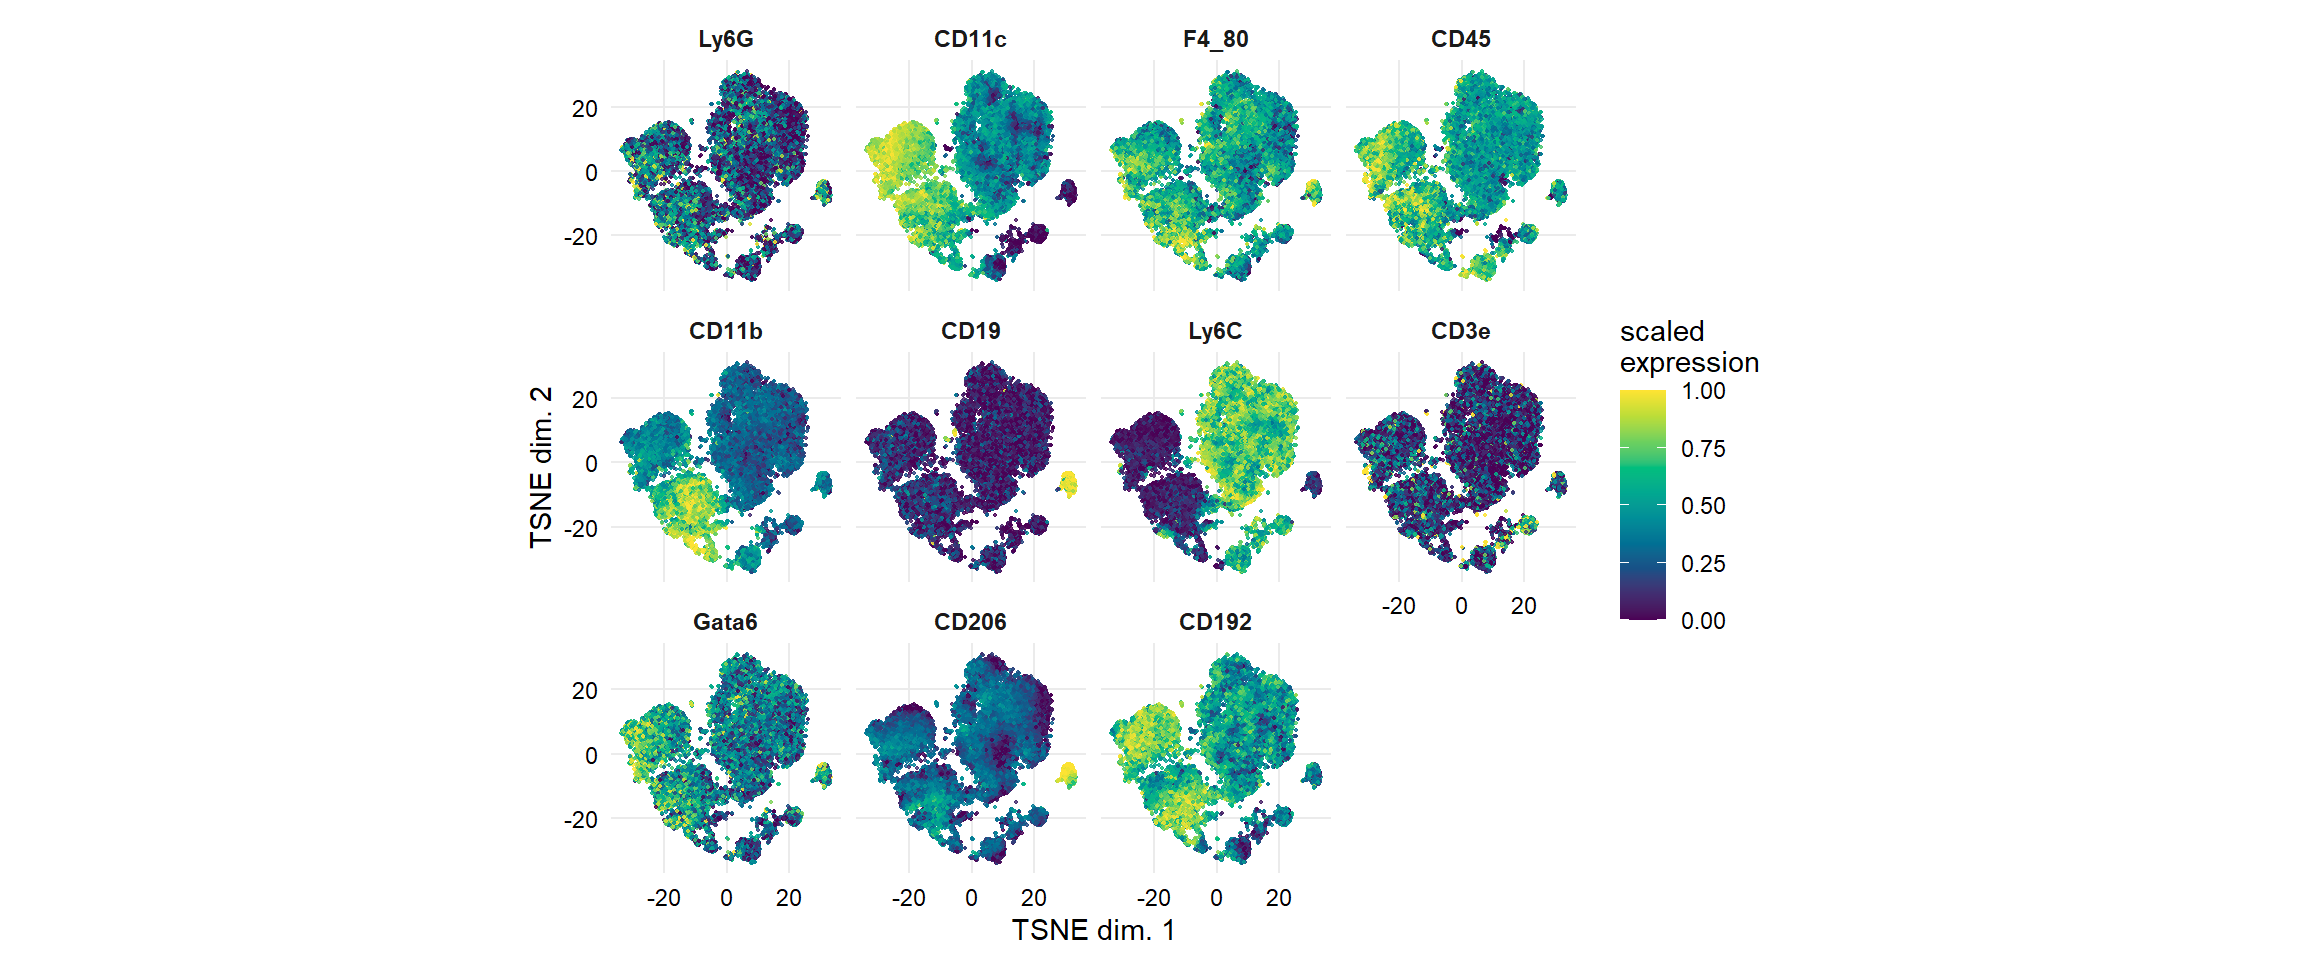 Ly6G CD11c F4_80 CD45
20
0
-20
CD11b CD19 Ly6C CD3e
20
0
-20
-20 0 20
Gata6 CD206 CD192
20
0
-20
-20 0 20 -20 0 20 -20 0 20
TSNE dim. 1
TSNE dim. 2
scaled
expression
1.00
0.75
0.50
0.25
0.00